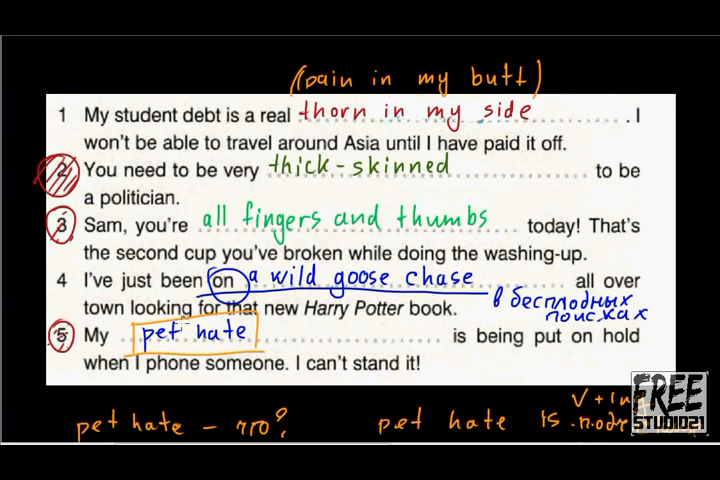 (pain in my butt)
1 My student debt is a real thorn in my side. I
won't be able to travel around Asia until I have paid it off.
2 You need to be very thick-skinned to be
a politician.
3 Sam, you're all fingers and thumbs today! That's
the second cup you've broken while doing the washing-up.
4 I've just been on a wild goose chase all over
town looking for that new Harry Potter book.
в бесплодных
поисках
5 My pet hate is being put on hold
when I phone someone. I can't stand it!
V + ing
pet hate - что?
pet hate is
FREE
STUDIO21